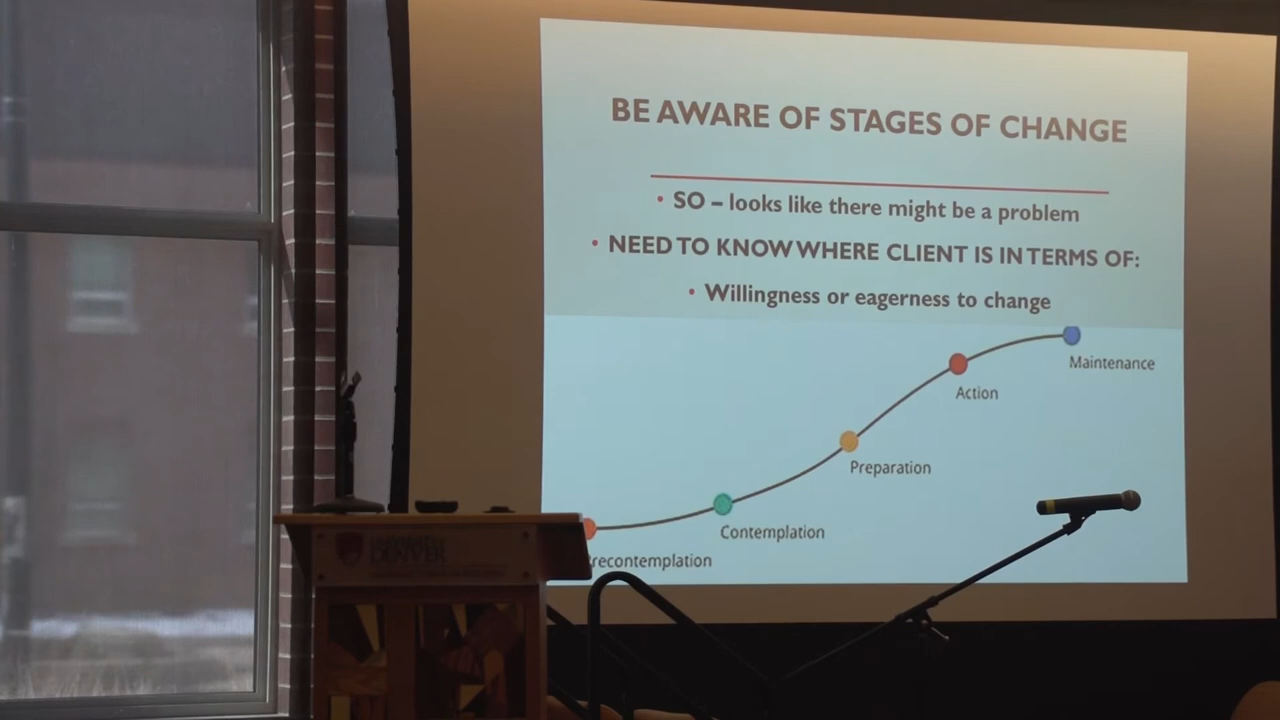 BE AWARE OF STAGES OF CHANGE
• SO – looks like there might be a problem
• NEED TO KNOW WHERE CLIENT IS IN TERMS OF:
• Willingness or eagerness to change
Maintenance
Action
Preparation
Contemplation
recontemplation
DENVER